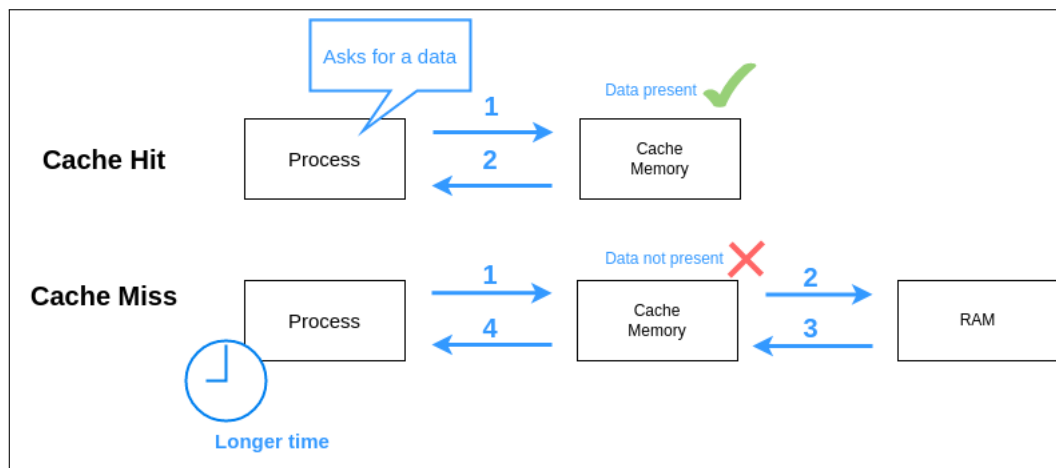 Asks for a data
Data present
1
Cache Hit
Process
2
Cache
Memory
Data not present
Cache Miss
Process
1
4
Cache
Memory
2
3
RAM
Longer time